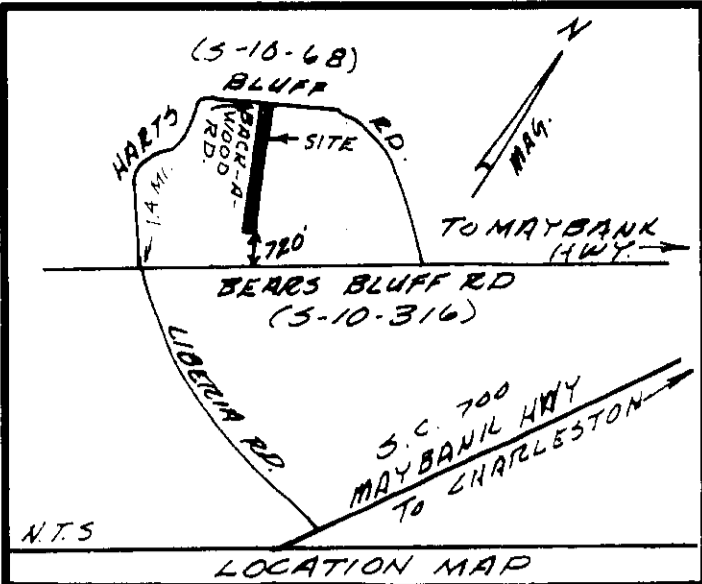 (S-10-68)
BLUFF
HARTS
RD.
BACK-A-
WOOD
RD.
SITE
1.4 MI.
N
MAG.
720'
TO MAYBANK
HWY.
BEARS BLUFF RD
(S-10-316)
LIBERIA RD.
S.C. 700
MAYBANK HWY
TO CHARLESTON
N.T.S
LOCATION MAP